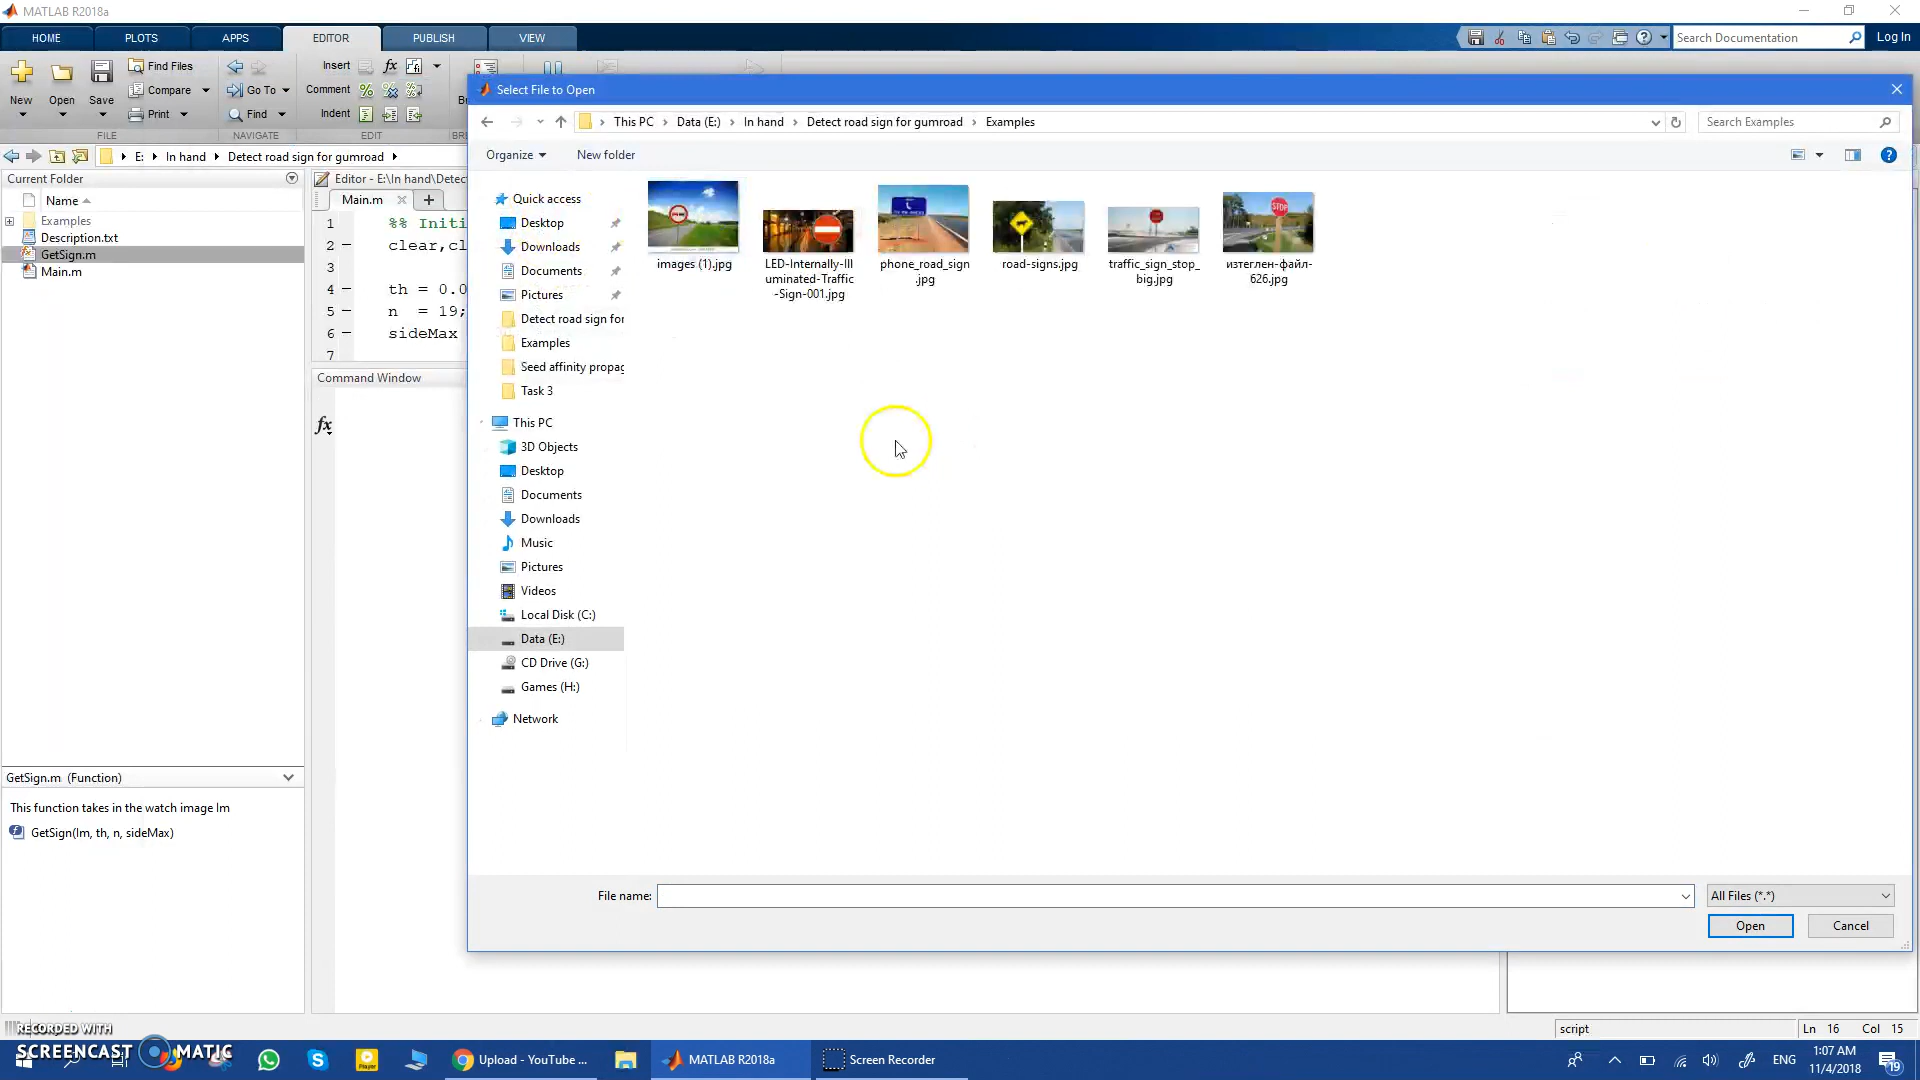 MATLAB R2018a
HOME PLOTS APPS EDITOR PUBLISH VIEW
Search Documentation Log In
New Open Save
Find Files
Compare
Print
FILE
Go To
Find
NAVIGATE
Insert fx
Comment
Indent
EDIT
E: In hand Detect road sign for gumroad
Current Folder
Name
Examples
Description.txt
GetSign.m
Main.m
Editor - E:\In hand\Detec
Main.m
1 %% Initi
2 clear,cl
3
4 th = 0.0
5 n = 19;
6 sideMax
7
Command Window
fx
GetSign.m (Function)
This function takes in the watch image Im
GetSign(Im, th, n, sideMax)
Select File to Open
This PC Data (E:) In hand Detect road sign for gumroad Examples
Search Examples
Organize New folder
Quick access
Desktop
Downloads
Documents
Pictures
Detect road sign for
Examples
Seed affinity propag
Task 3
This PC
3D Objects
Desktop
Documents
Downloads
Music
Pictures
Videos
Local Disk (C:)
Data (E:)
CD Drive (G:)
Games (H:)
Network
STOP
images (1).jpg
LED-Internally-Ill
uminated-Traffic
-Sign-001.jpg
phone_road_sign
.jpg
road-signs.jpg
traffic_sign_stop_
big.jpg
изтеглен-файл-
626.jpg
File name:
All Files (*.*)
Open Cancel
script Ln 16 Col 15
RECORDED WITH
SCREENCAST MATIC
Upload - YouTube ...
MATLAB R2018a
Screen Recorder
ENG
1:07 AM
11/4/2018
19